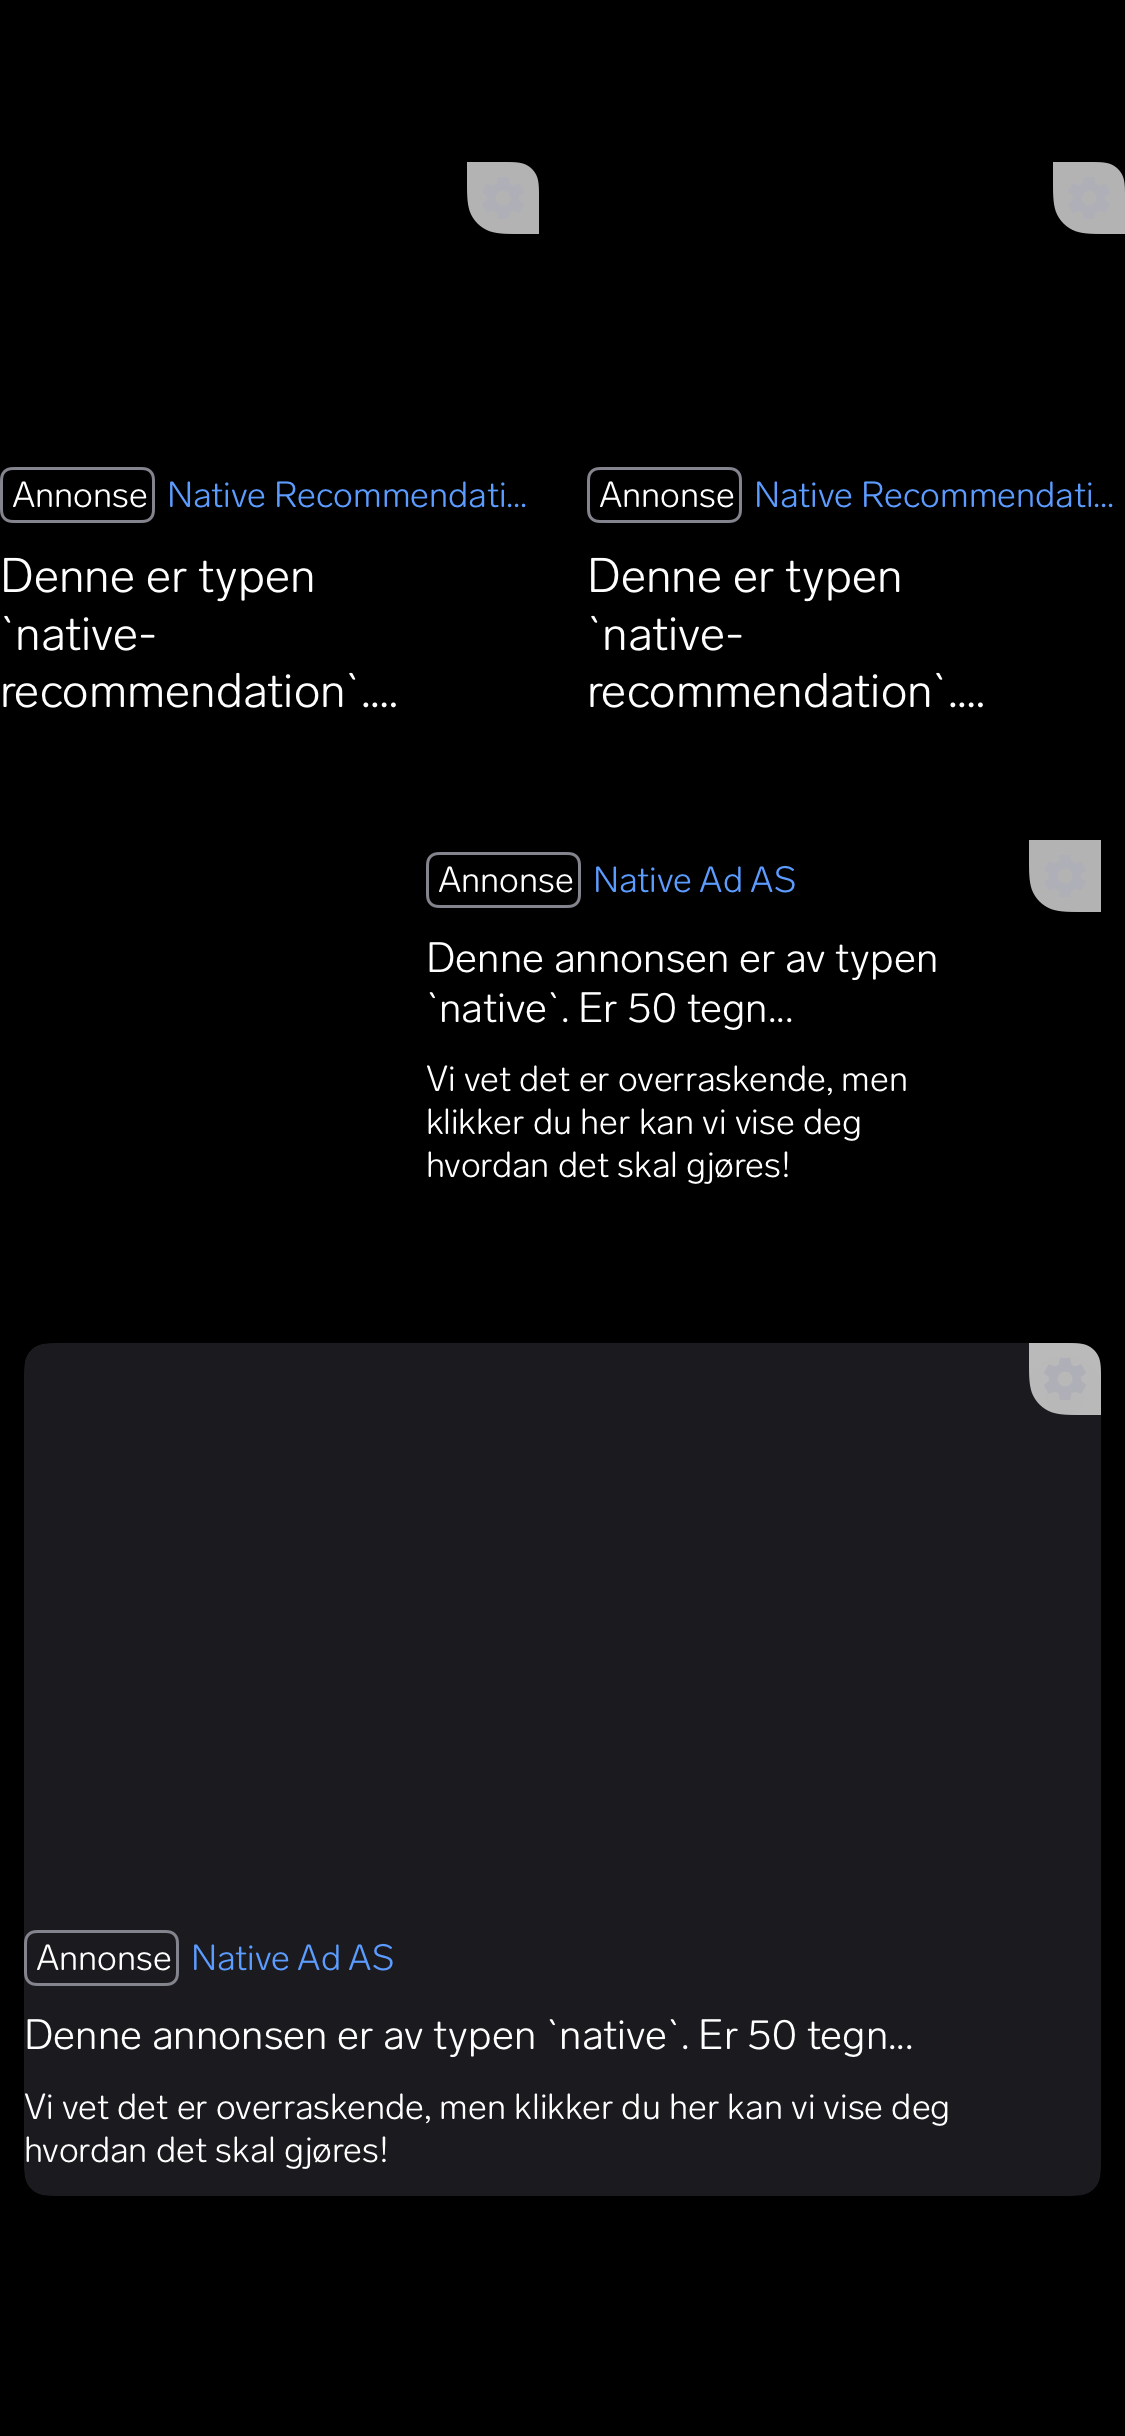 Annonse Native Recommendati...
Denne er typen
`native-
recommendation`....
Annonse Native Recommendati...
Denne er typen
`native-
recommendation`....
Annonse Native Ad AS
Denne annonsen er av typen
`native`. Er 50 tegn...
Vi vet det er overraskende, men
klikker du her kan vi vise deg
hvordan det skal gjøres!
Annonse Native Ad AS
Denne annonsen er av typen `native`. Er 50 tegn...
Vi vet det er overraskende, men klikker du her kan vi vise deg
hvordan det skal gjøres!